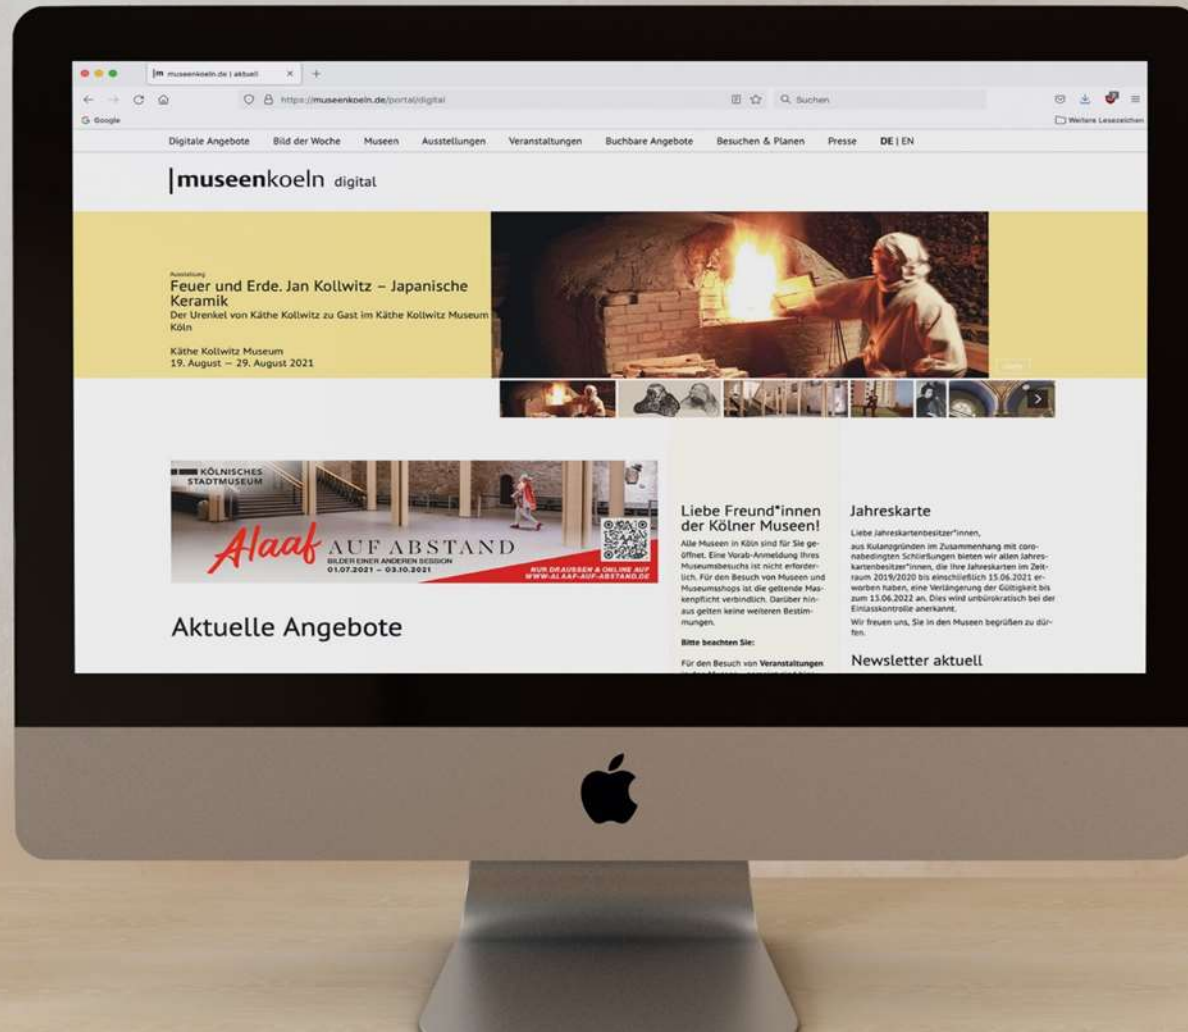 museenkoeln.de | aktuell
https://museenkoeln.de/portal/digital
Suchen
Google
Weitere Lesezeichen
Digitale Angebote Bild der Woche Museen Ausstellungen Veranstaltungen Buchbare Angebote Besuchen & Planen Presse DE | EN
museenkoeln digital
Ausstellung
Feuer und Erde. Jan Kollwitz – Japanische
Keramik
Der Urenkel von Käthe Kollwitz zu Gast im Käthe Kollwitz Museum
Köln
Käthe Kollwitz Museum
19. August — 29. August 2021
KÖLNISCHES
STADTMUSEUM
Alaaf AUF ABSTAND
BILDER EINER ANDEREN SESSION
01.07.2021 – 03.10.2021
NUR DRAUSSEN & ONLINE AUF
WWW.ALAAF-AUF-ABSTAND.DE
Aktuelle Angebote
Liebe Freund*innen
der Kölner Museen!
Alle Museen in Köln sind für Sie ge-
öffnet. Eine Vorab-Anmeldung Ihres
Museumsbesuchs ist nicht erforder-
lich. Für den Besuch von Museen und
Museumsshops ist die geltende Mas-
kenpflicht verbindlich. Darüber hin-
aus gelten keine weiteren Bestim-
mungen.
Bitte beachten Sie:
Für den Besuch von Veranstaltungen
Jahreskarte
Liebe Jahreskartenbesitzer*innen,
aus Kulanzgründen im Zusammenhang mit coro-
nabedingten Schließungen bieten wir allen Jahres-
kartenbesitzer*innen, die ihre Jahreskarten im Zeit-
raum 2019/2020 bis einschließlich 15.06.2021 er-
worben haben, eine Verlängerung der Gültigkeit bis
zum 15.06.2022 an. Dies wird unbürokratisch bei der
Einlasskontrolle anerkannt.
Wir freuen uns, Sie in den Museen begrüßen zu dür-
fen.
Newsletter aktuell